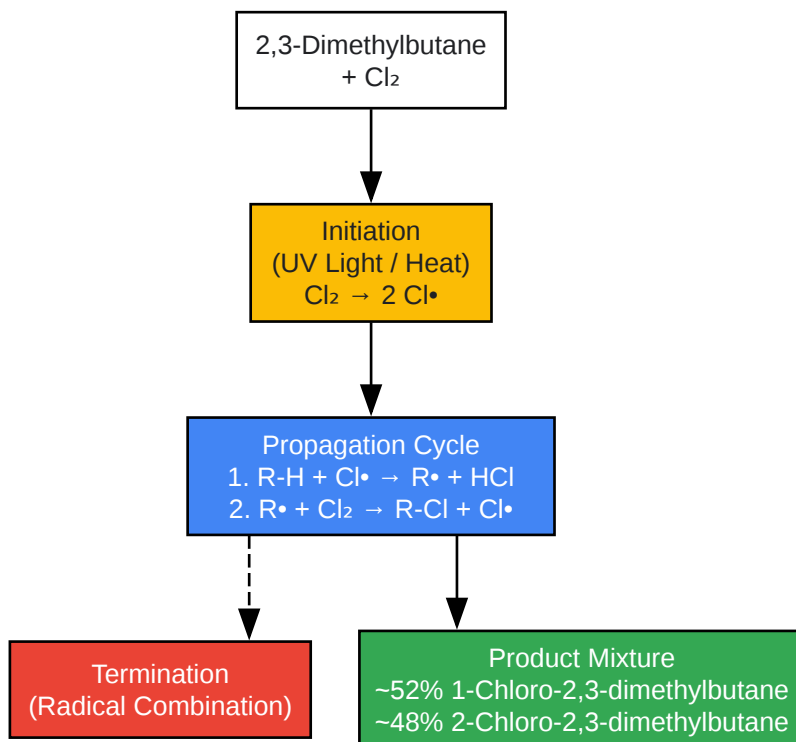 2,3-Dimethylbutane
+ Cl₂
Initiation
(UV Light / Heat)
Cl₂ → 2 Cl•
Propagation Cycle
1. R-H + Cl• → R• + HCl
2. R• + Cl₂ → R-Cl + Cl•
Termination
(Radical Combination)
Product Mixture
~52% 1-Chloro-2,3-dimethylbutane
~48% 2-Chloro-2,3-dimethylbutane